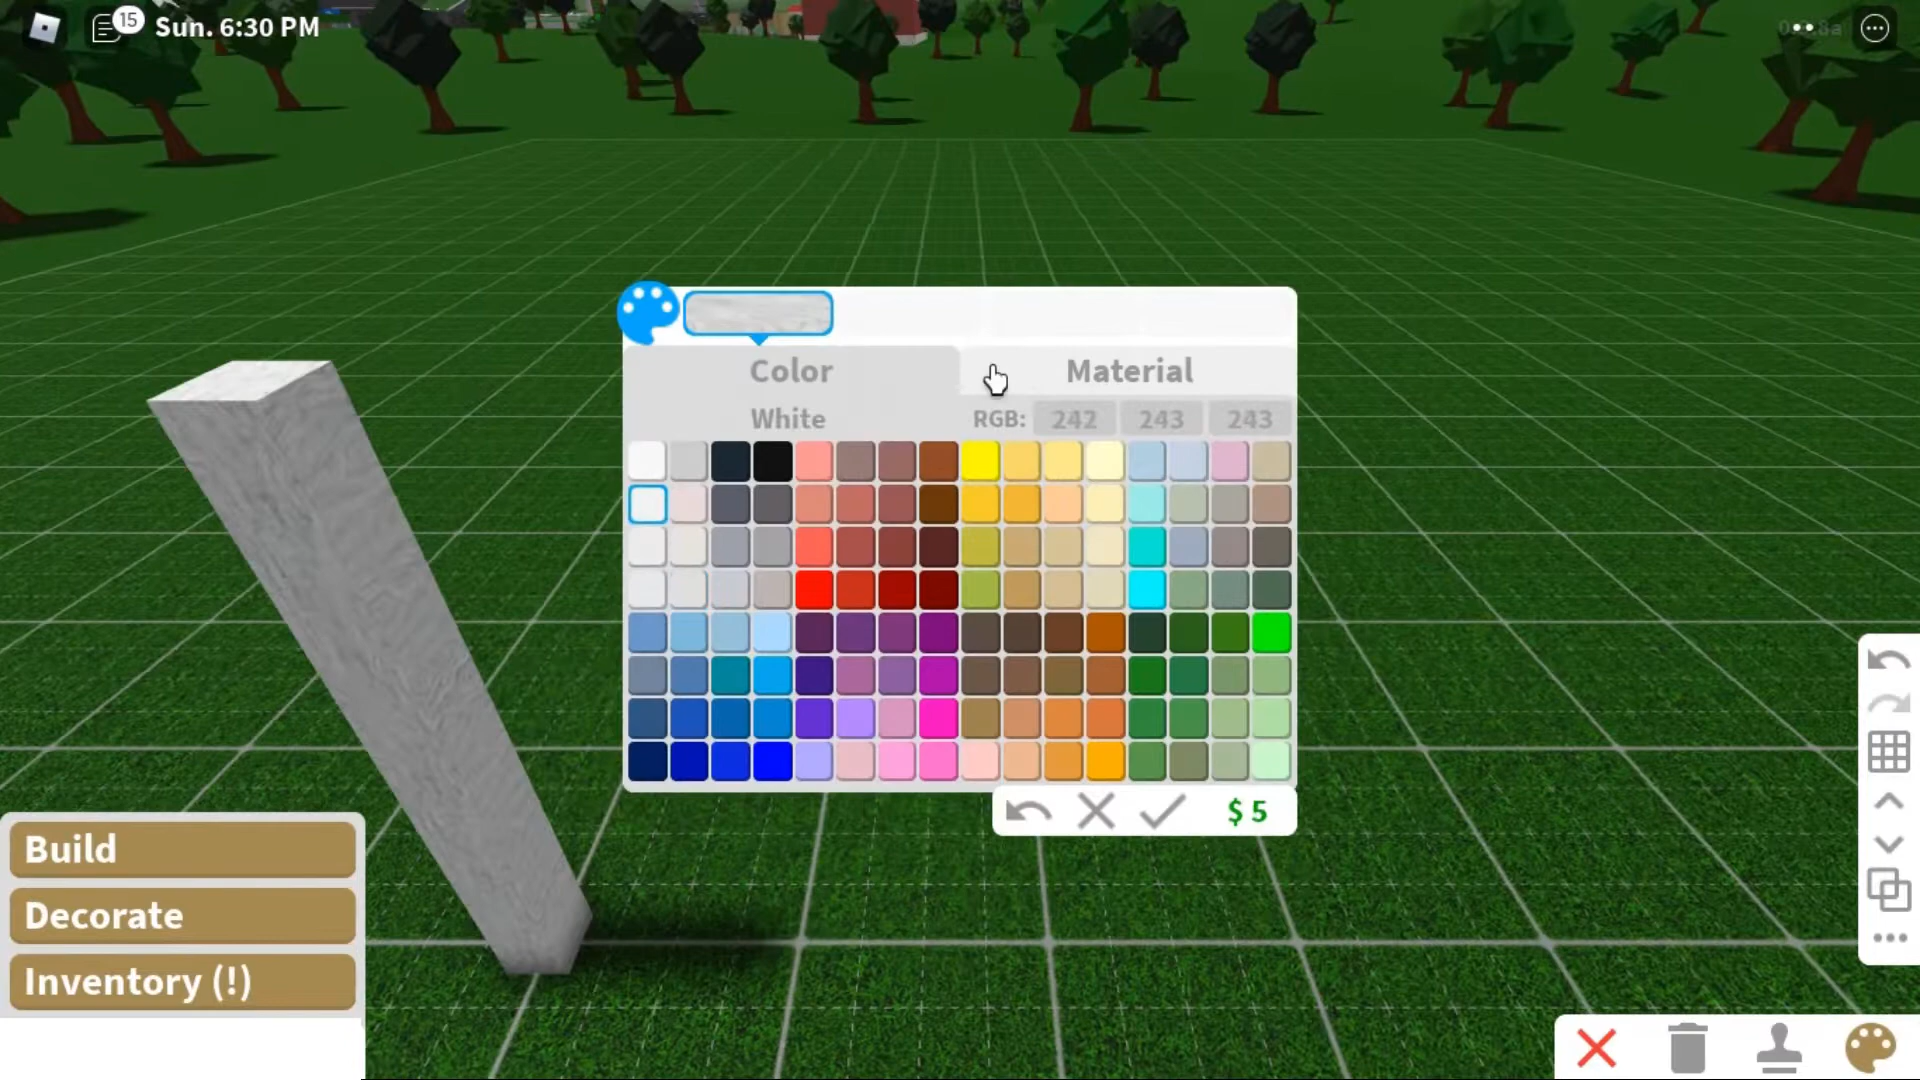 15
Sun. 6:30 PM
Color
Material
White
RGB: 242 243 243
Build
Decorate
Inventory (!)
$ 5